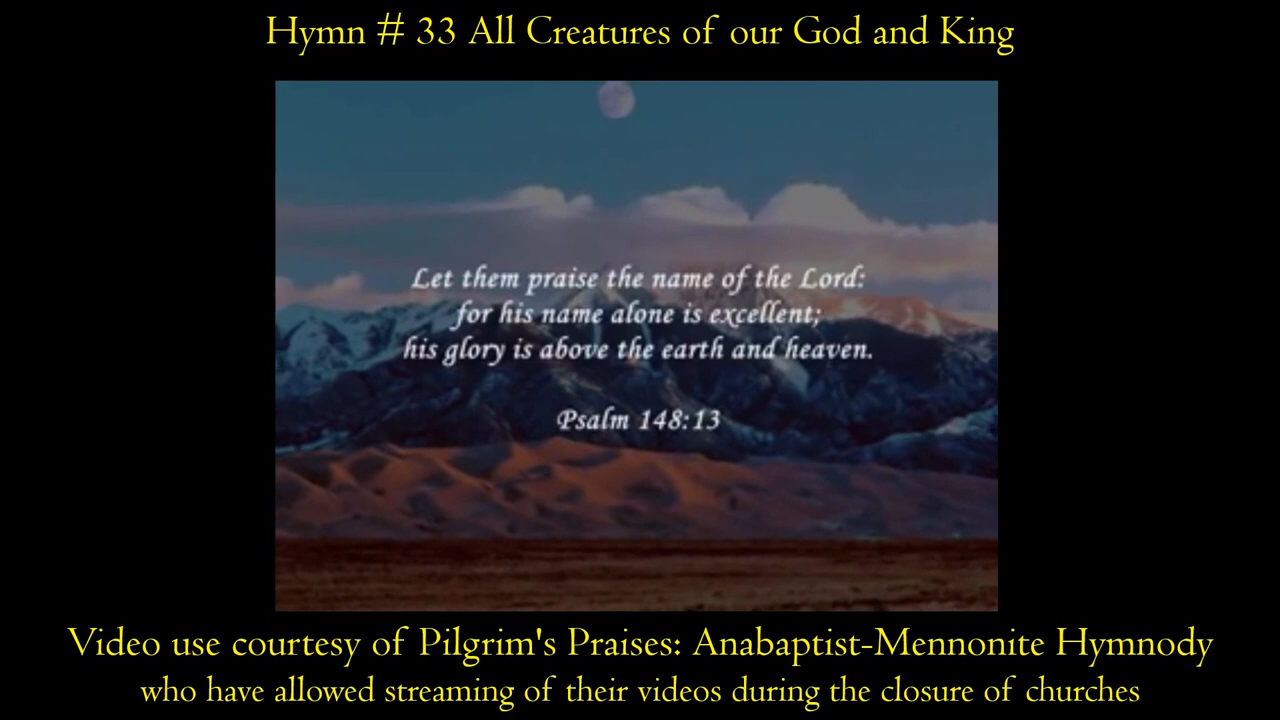 Hymn # 33 All Creatures of our God and King
Let them praise the name of the Lord:
for his name alone is excellent;
his glory is above the earth and heaven.
Psalm 148:13
Video use courtesy of Pilgrim's Praises: Anabaptist-Mennonite Hymnody
who have allowed streaming of their videos during the closure of churches